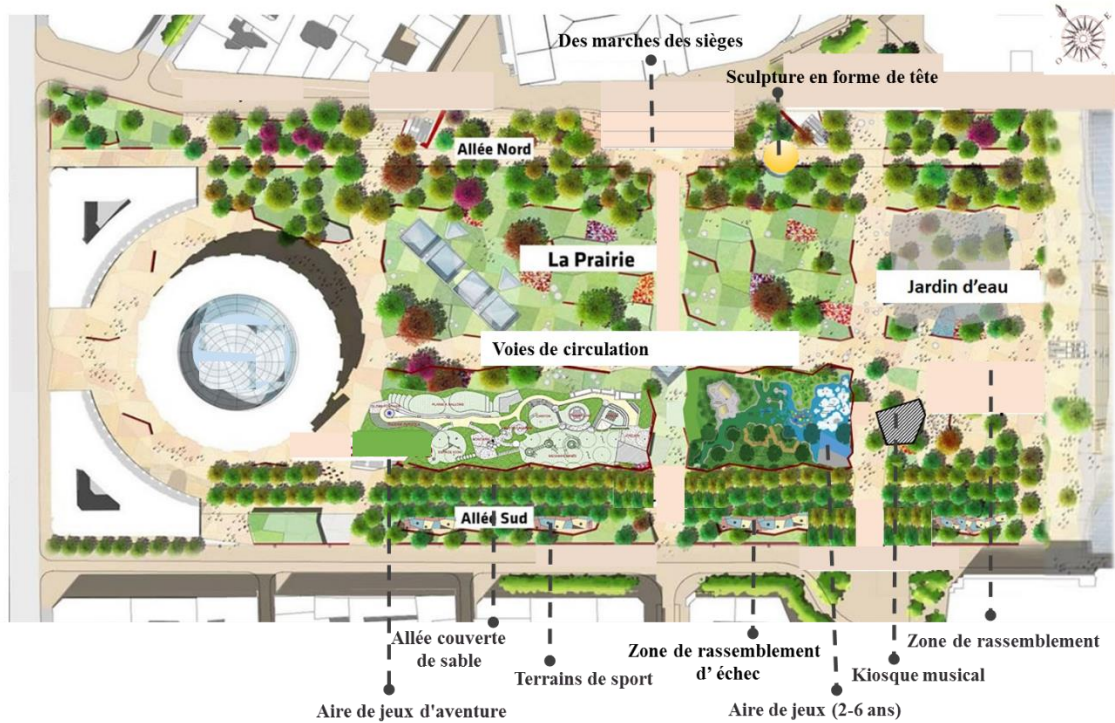 E
S
O
Des marches des sièges
Sculpture en forme de tête
Allée Nord
La Prairie
Jardin d'eau
Voies de circulation
Allée Sud
Allée couverte
de sable
Terrains de sport
Zone de rassemblement
d' échec
Zone de rassemblement
Kiosque musical
Aire de jeux d'aventure
Aire de jeux (2-6 ans)